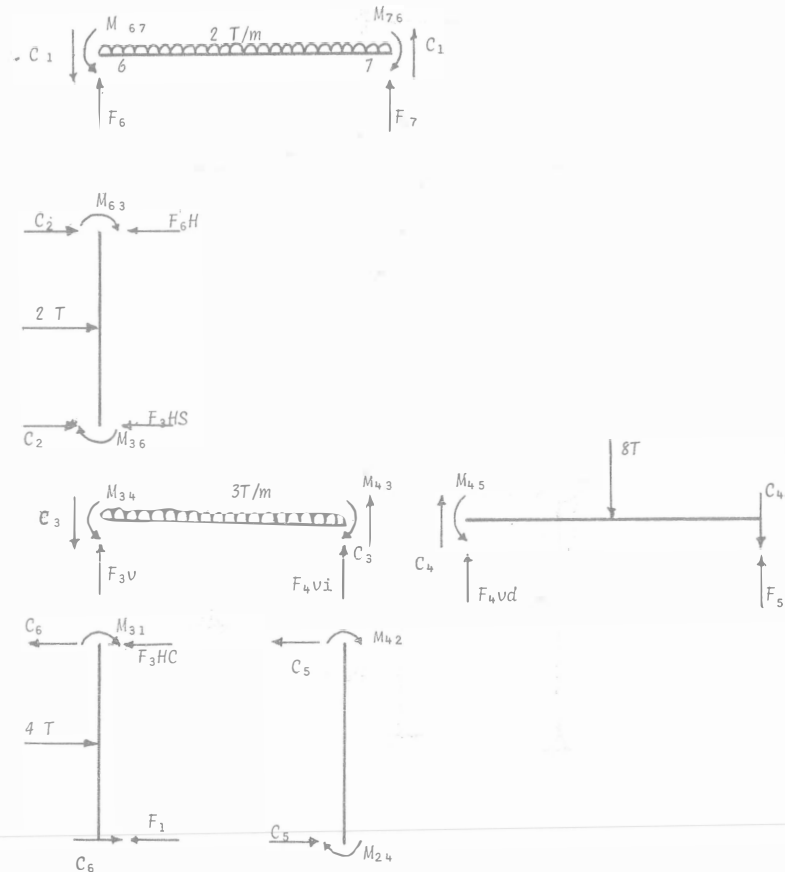 M67 2 T/m M76
C1 6 7 C1
F6 F7
M63
C2 F6H
2 T
C2 M36 F3HS
8T
M34 3T/m M43 M45 C4
C3 C3 C4
F3v F4vi F4vd F5
C6 M31 F3HC C5 M42
4 T
F1 C5
C6 M24